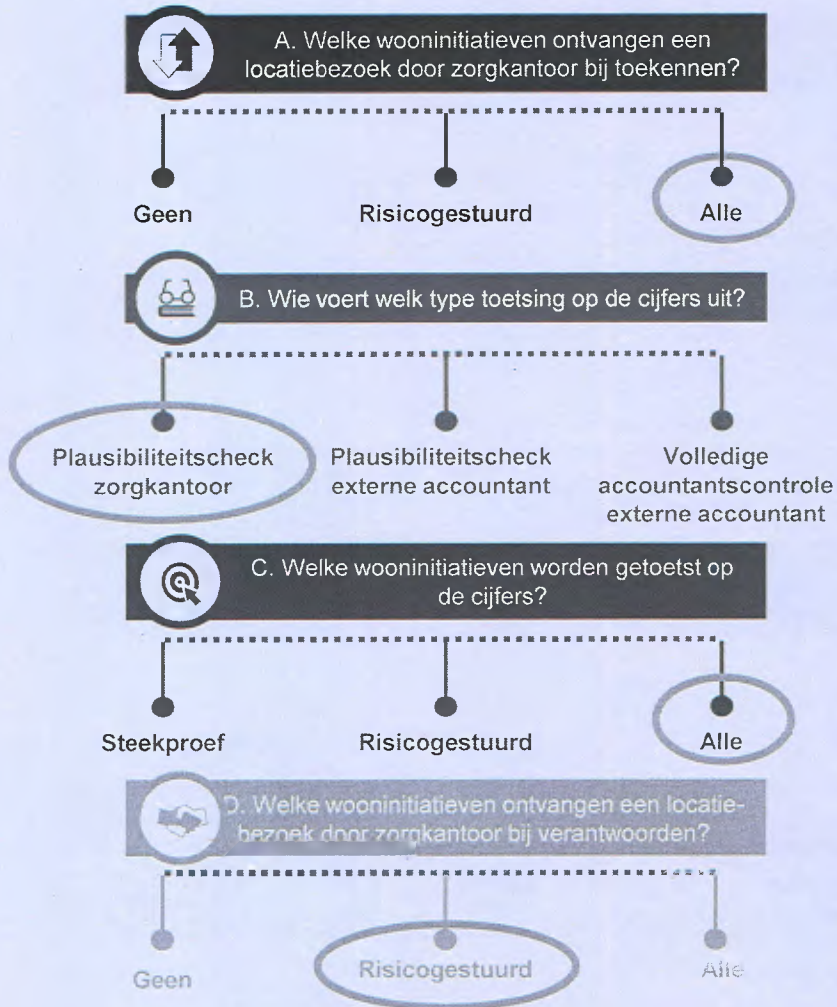 A. Welke wooninitiatieven ontvangen een
locatiebezoek door zorgkantoor bij toekennen?
Geen
Risicogestuurd
Alle
B. Wie voert welk type toetsing op de cijfers uit?
Plausibiliteitscheck
zorgkantoor
Plausibiliteitscheck
externe accountant
Volledige
accountantscontrole
externe accountant
C. Welke wooninitiatieven worden getoetst op
de cijfers?
Steekproef
Risicogestuurd
Alle
D. Welke wooninitiatieven ontvangen een locatie-
bezoek door zorgkantoor bij verantwoorden?
Geen
Risicogestuurd
Alle